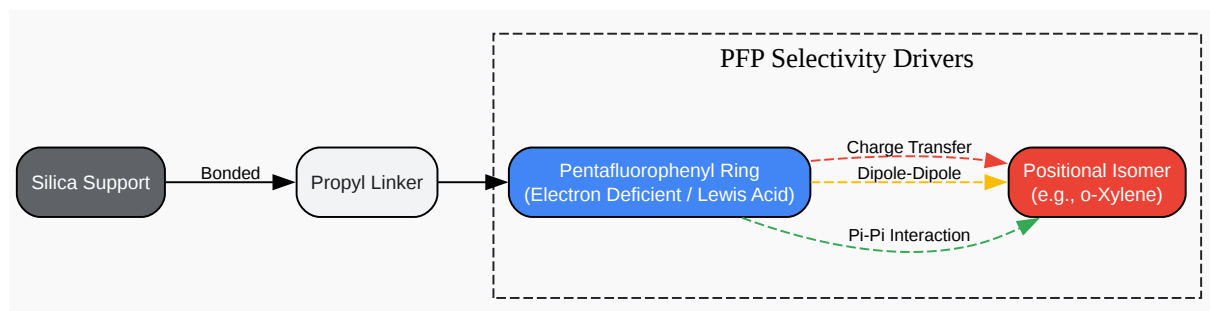 PFP Selectivity Drivers
Silica Support
Bonded
Propyl Linker
Pentafluorophenyl Ring
(Electron Deficient / Lewis Acid)
Charge Transfer
Dipole-Dipole
Pi-Pi Interaction
Positional Isomer
(e.g., o-Xylene)